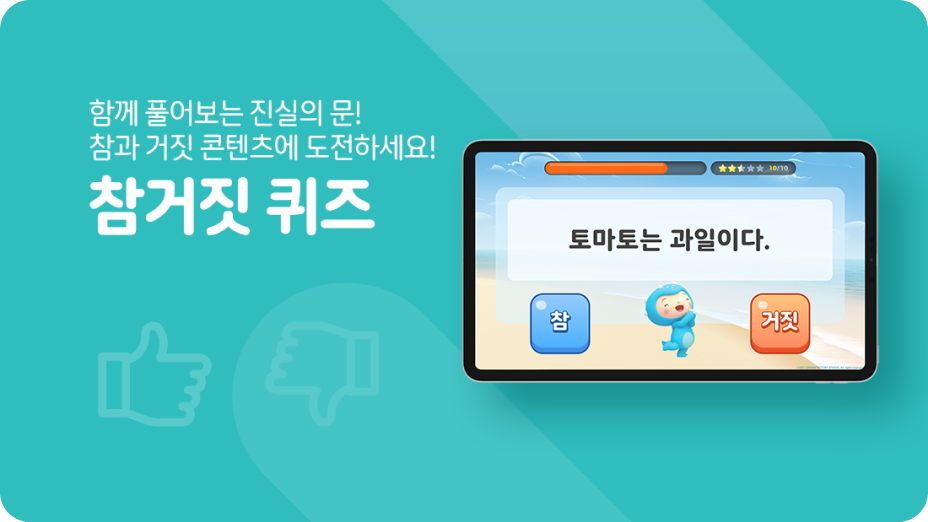 함께 풀어보는 진실의 문!
참과 거짓 콘텐츠에 도전하세요!
참거짓 퀴즈
10/10
토마토는 과일이다.
참
거짓